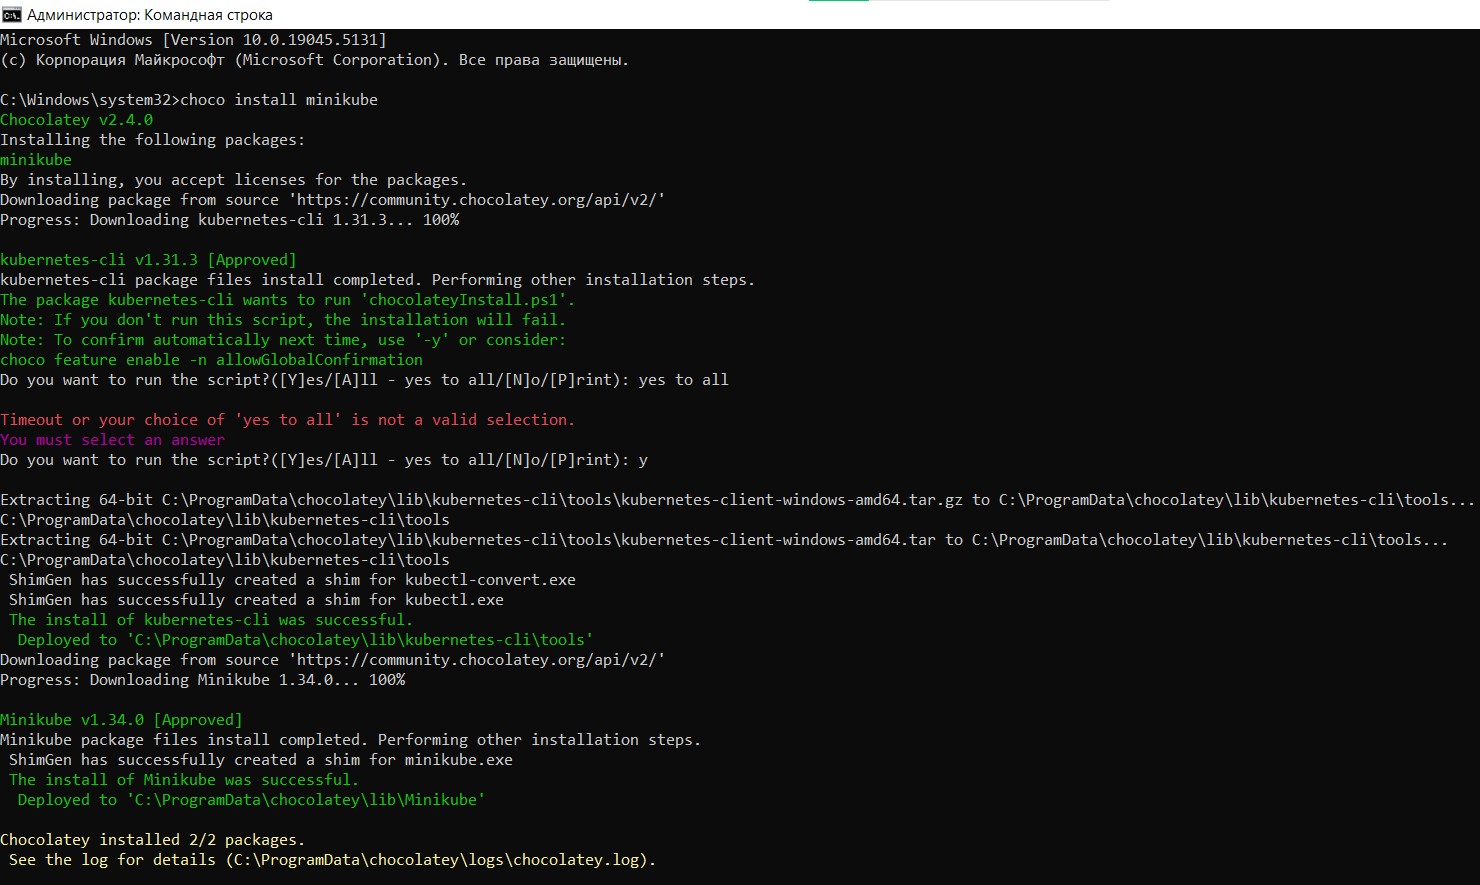 Администратор: Командная строка
Microsoft Windows [Version 10.0.19045.5131]
(c) Корпорация Майкрософт (Microsoft Corporation). Все права защищены.
C:\Windows\system32>choco install minikube
Chocolatey v2.4.0
Installing the following packages:
minikube
By installing, you accept licenses for the packages.
Downloading package from source 'https://community.chocolatey.org/api/v2/'
Progress: Downloading kubernetes-cli 1.31.3... 100%
kubernetes-cli v1.31.3 [Approved]
kubernetes-cli package files install completed. Performing other installation steps.
The package kubernetes-cli wants to run 'chocolateyInstall.ps1'.
Note: If you don't run this script, the installation will fail.
Note: To confirm automatically next time, use '-y' or consider:
choco feature enable -n allowGlobalConfirmation
Do you want to run the script?([Y]es/[A]ll - yes to all/[N]o/[P]rint): yes to all
Timeout or your choice of 'yes to all' is not a valid selection.
You must select an answer
Do you want to run the script?([Y]es/[A]ll - yes to all/[N]o/[P]rint): y
Extracting 64-bit C:\ProgramData\chocolatey\lib\kubernetes-cli\tools\kubernetes-client-windows-amd64.tar.gz to C:\ProgramData\chocolatey\lib\kubernetes-cli\tools...
C:\ProgramData\chocolatey\lib\kubernetes-cli\tools
Extracting 64-bit C:\ProgramData\chocolatey\lib\kubernetes-cli\tools\kubernetes-client-windows-amd64.tar to C:\ProgramData\chocolatey\lib\kubernetes-cli\tools...
C:\ProgramData\chocolatey\lib\kubernetes-cli\tools
ShimGen has successfully created a shim for kubectl-convert.exe
ShimGen has successfully created a shim for kubectl.exe
The install of kubernetes-cli was successful.
Deployed to 'C:\ProgramData\chocolatey\lib\kubernetes-cli\tools'
Downloading package from source 'https://community.chocolatey.org/api/v2/'
Progress: Downloading Minikube 1.34.0... 100%
Minikube v1.34.0 [Approved]
Minikube package files install completed. Performing other installation steps.
ShimGen has successfully created a shim for minikube.exe
The install of Minikube was successful.
Deployed to 'C:\ProgramData\chocolatey\lib\Minikube'
Chocolatey installed 2/2 packages.
See the log for details (C:\ProgramData\chocolatey\logs\chocolatey.log).